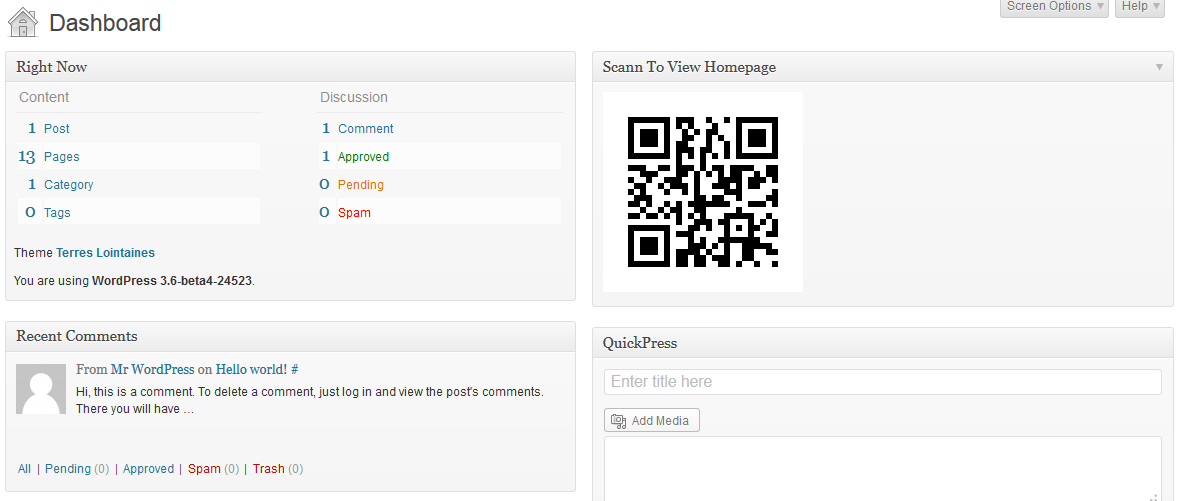 Dashboard
Screen Options
Help
Right Now
Content
1 Post
13 Pages
1 Category
0 Tags
Discussion
1 Comment
1 Approved
0 Pending
0 Spam
Theme Terres Lointaines
You are using WordPress 3.6-beta4-24523.
Recent Comments
From Mr WordPress on Hello world! #
Hi, this is a comment. To delete a comment, just log in and view the post's comments.
There you will have …
All | Pending (0) | Approved | Spam (0) | Trash (0)
Scann To View Homepage
QuickPress
Enter title here
Add Media